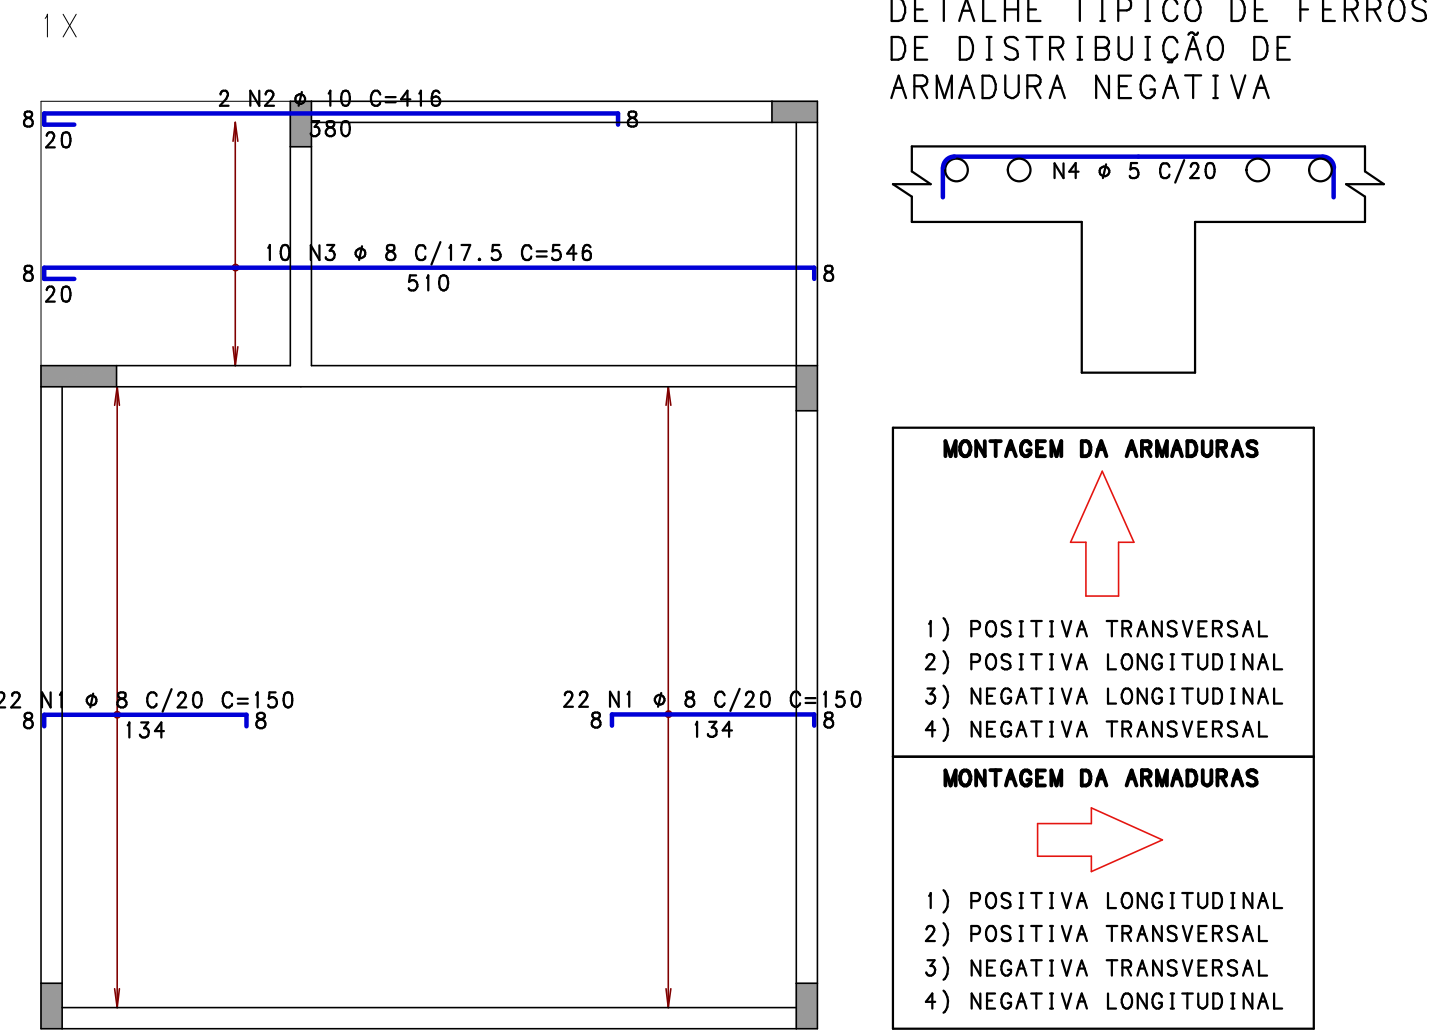 1X
DETALHE TÍPICO DE FERROS
DE DISTRIBUIÇÃO DE
ARMADURA NEGATIVA
2 N2 φ 10 C=416
8
8
20
380
N4 φ 5 C/20
10 N3 φ 8 C/17.5 C=546
8
8
20
510
22 N1 φ 8 C/20 C=150
8
8
134
22 N1 φ 8 C/20 C=150
8
8
134
MONTAGEM DA ARMADURAS
1) POSITIVA TRANSVERSAL
2) POSITIVA LONGITUDINAL
3) NEGATIVA LONGITUDINAL
4) NEGATIVA TRANSVERSAL
MONTAGEM DA ARMADURAS
1) POSITIVA LONGITUDINAL
2) POSITIVA TRANSVERSAL
3) NEGATIVA TRANSVERSAL
4) NEGATIVA LONGITUDINAL